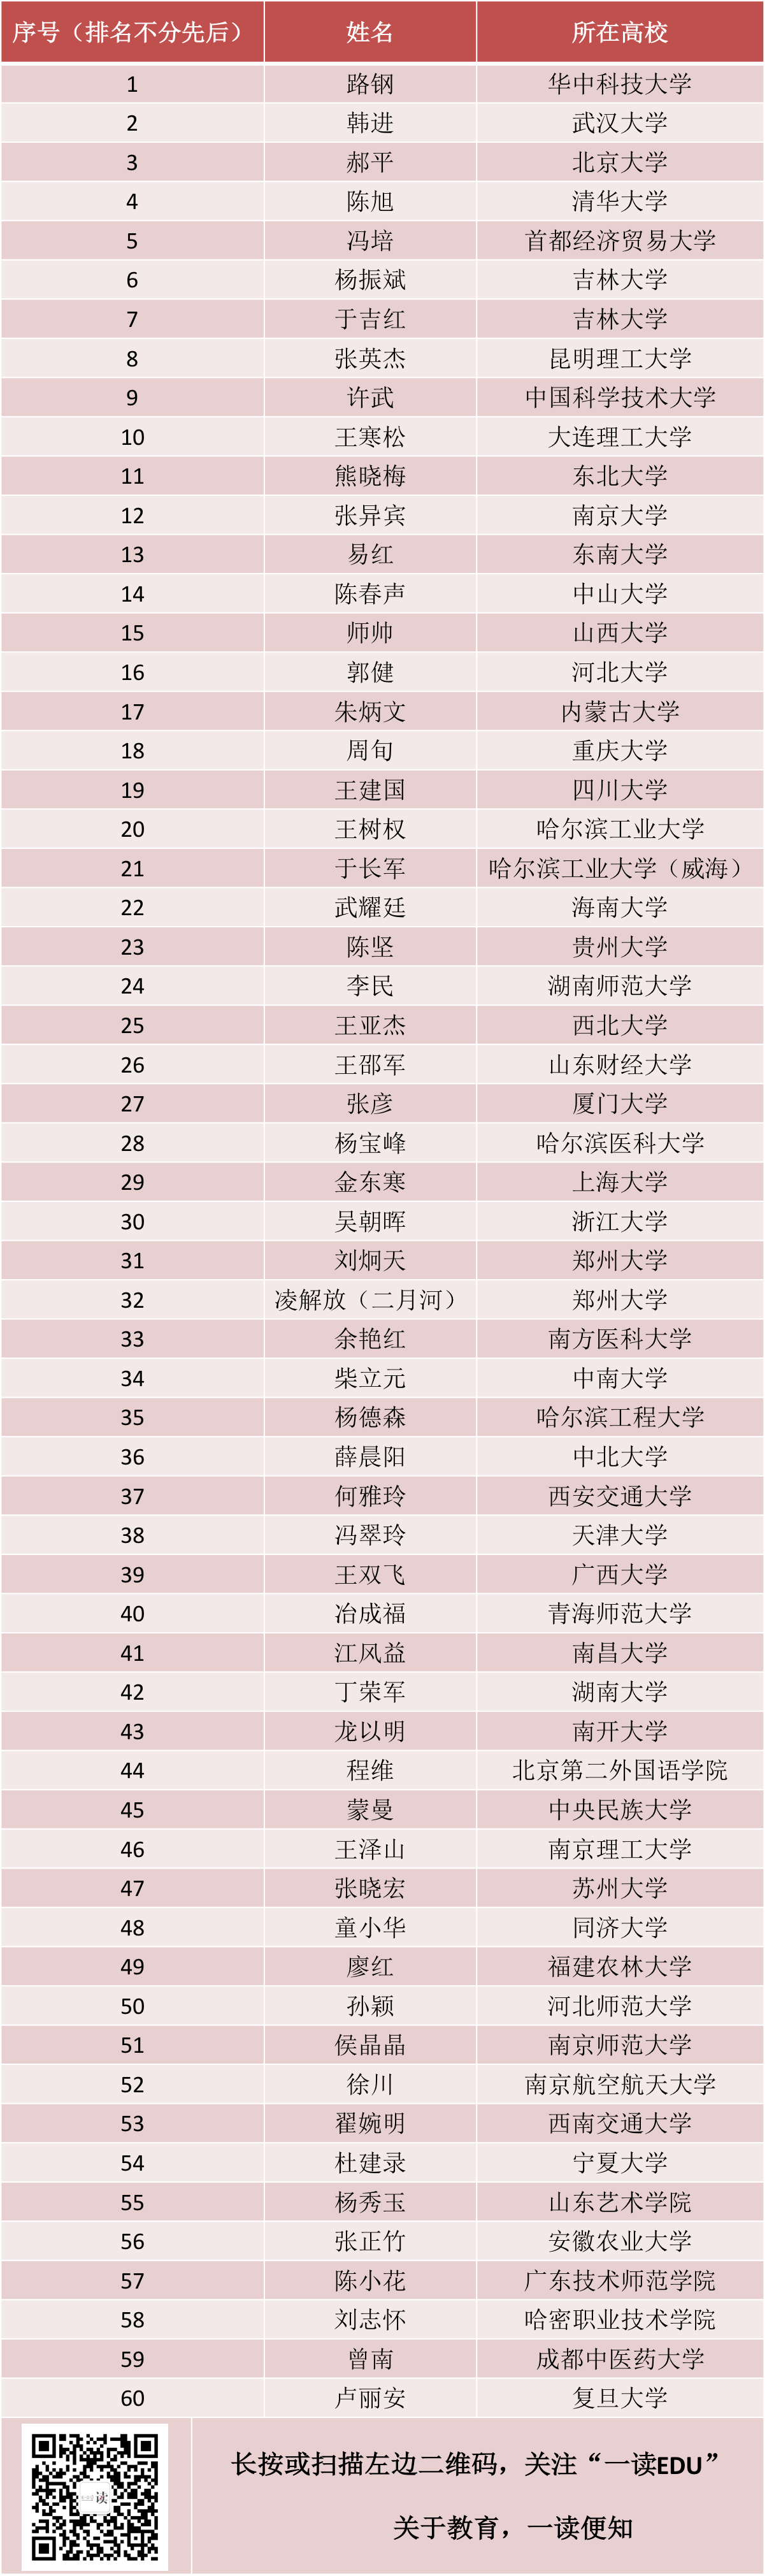 序号（排名不分先后） 姓名 所在高校
1 路钢 华中科技大学
2 韩进 武汉大学
3 郝平 北京大学
4 陈旭 清华大学
5 冯培 首都经济贸易大学
6 杨振斌 吉林大学
7 于吉红 吉林大学
8 张英杰 昆明理工大学
9 许武 中国科学技术大学
10 王寒松 大连理工大学
11 熊晓梅 东北大学
12 张异宾 南京大学
13 易红 东南大学
14 陈春声 中山大学
15 师帅 山西大学
16 郭健 河北大学
17 朱炳文 内蒙古大学
18 周旬 重庆大学
19 王建国 四川大学
20 王树权 哈尔滨工业大学
21 于长军 哈尔滨工业大学（威海）
22 武耀廷 海南大学
23 陈坚 贵州大学
24 李民 湖南师范大学
25 王亚杰 西北大学
26 王邵军 山东财经大学
27 张彦 厦门大学
28 杨宝峰 哈尔滨医科大学
29 金东寒 上海大学
30 吴朝晖 浙江大学
31 刘炯天 郑州大学
32 凌解放（二月河） 郑州大学
33 余艳红 南方医科大学
34 柴立元 中南大学
35 杨德森 哈尔滨工程大学
36 薛晨阳 中北大学
37 何雅玲 西安交通大学
38 冯翠玲 天津大学
39 王双飞 广西大学
40 冶成福 青海师范大学
41 江风益 南昌大学
42 丁荣军 湖南大学
43 龙以明 南开大学
44 程维 北京第二外国语学院
45 蒙曼 中央民族大学
46 王泽山 南京理工大学
47 张晓宏 苏州大学
48 童小华 同济大学
49 廖红 福建农林大学
50 孙颖 河北师范大学
51 侯晶晶 南京师范大学
52 徐川 南京航空航天大学
53 翟婉明 西南交通大学
54 杜建录 宁夏大学
55 杨秀玉 山东艺术学院
56 张正竹 安徽农业大学
57 陈小花 广东技术师范学院
58 刘志怀 哈密职业技术学院
59 曾南 成都中医药大学
60 卢丽安 复旦大学
长按或扫描左边二维码，关注“一读EDU”
关于教育，一读便知